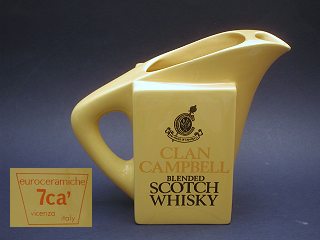 CLAN
CAMPBELL
BLENDED
SCOTCH
WHISKY
euroceramiche
7ca'
vicenza
italy